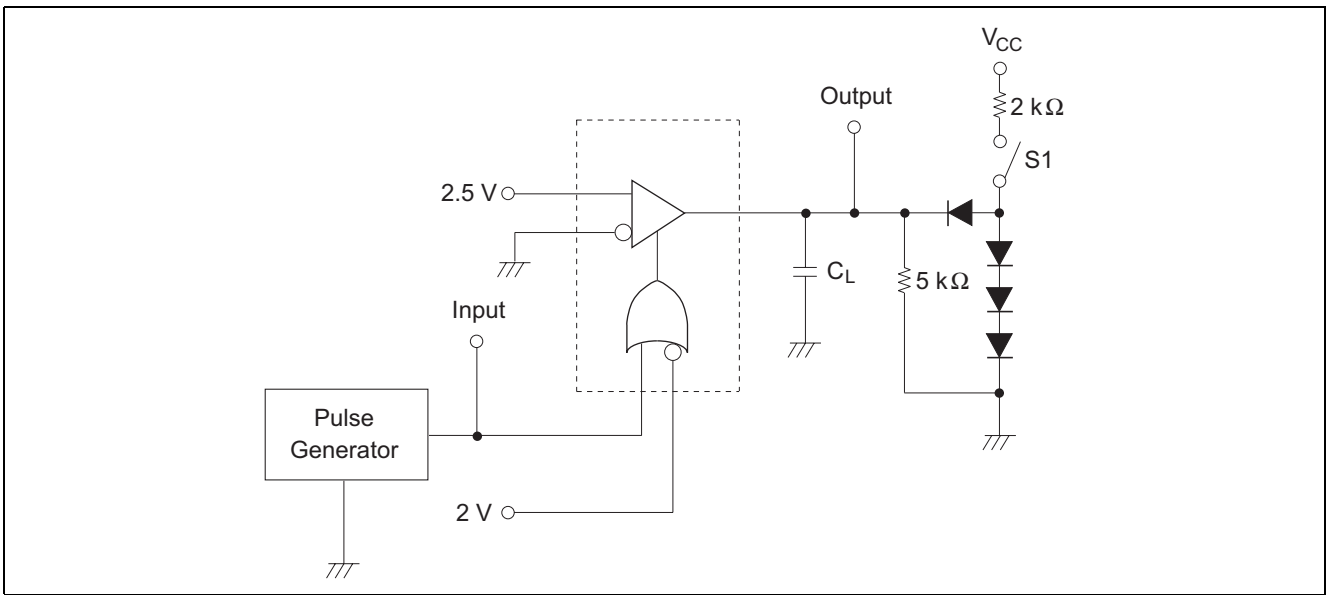 V_CC
2 kΩ
Output
S1
2.5 V
C_L
5 kΩ
Input
Pulse
Generator
2 V